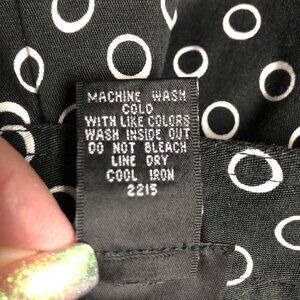 MACHINE WASH
COLD
WITH LIKE COLORS
WASH INSIDE OUT
DO NOT BLEACH
LINE DRY
COOL IRON
2215